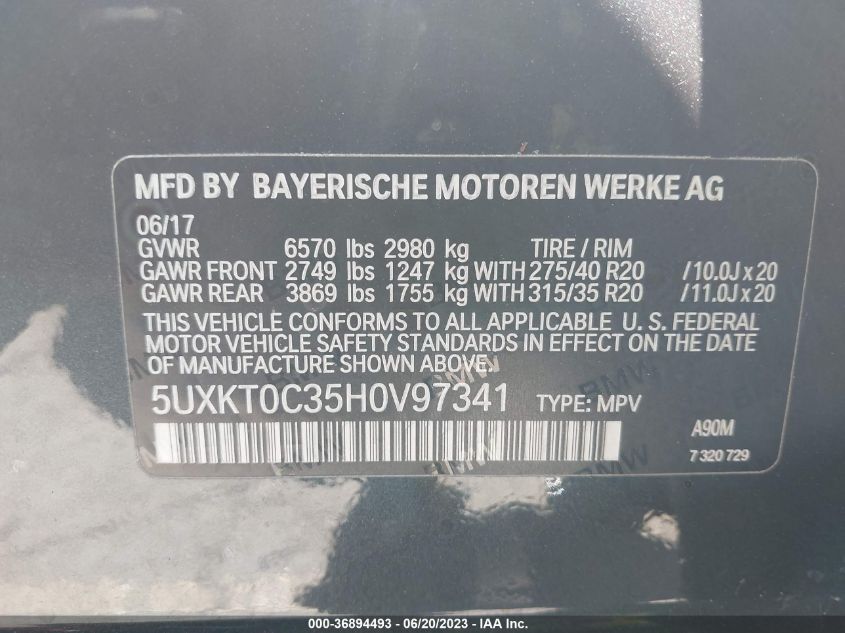 MFD BY BAYERISCHE MOTOREN WERKE AG
06/17
GVWR 6570 lbs 2980 kg TIRE / RIM
GAWR FRONT 2749 lbs 1247 kg WITH 275/40 R20 /10.0J x 20
GAWR REAR 3869 lbs 1755 kg WITH 315/35 R20 /11.0J x 20
THIS VEHICLE CONFORMS TO ALL APPLICABLE U. S. FEDERAL
MOTOR VEHICLE SAFETY STANDARDS IN EFFECT ON THE DATE
OF MANUFACTURE SHOWN ABOVE.
5UXKT0C35H0V97341 TYPE: MPV
A90M
7 320 729
000-36894493 - 06/20/2023 - IAA Inc.